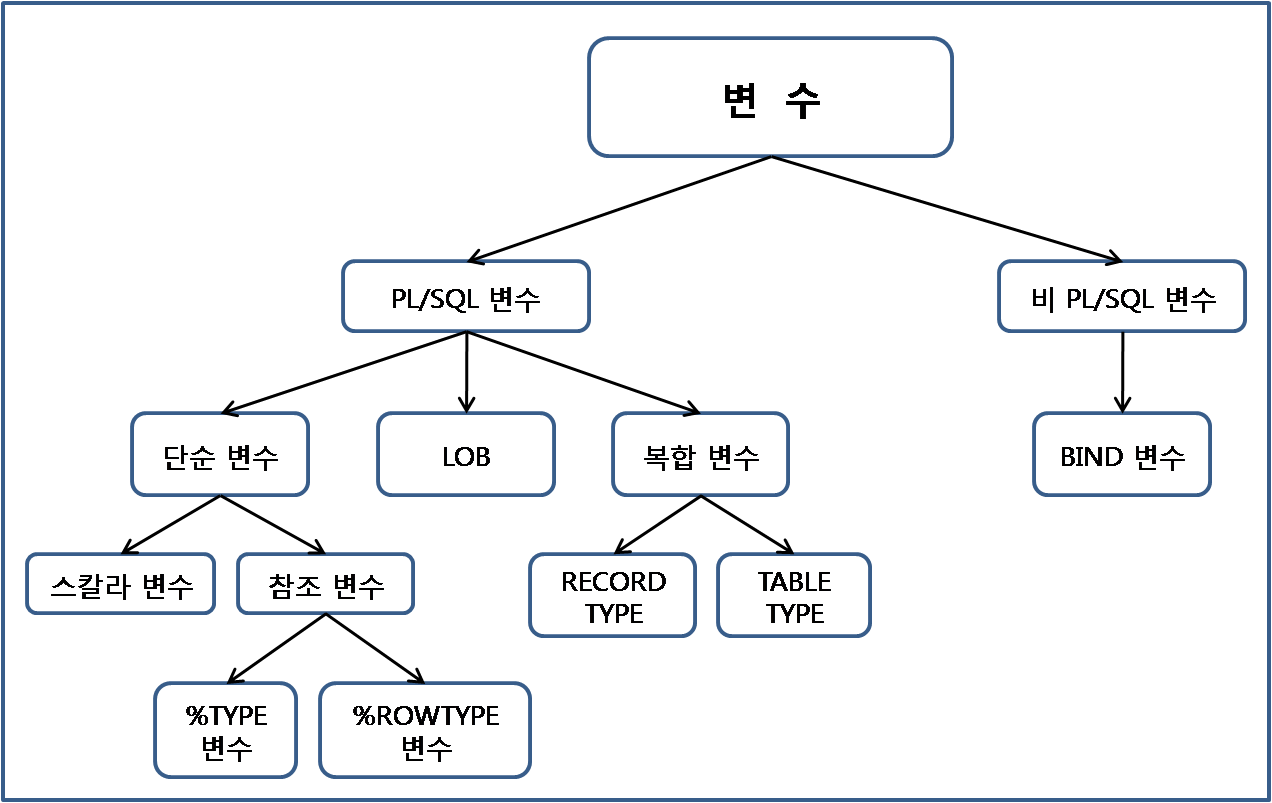 변 수
PL/SQL 변수
비 PL/SQL 변수
단순 변수
LOB
복합 변수
BIND 변수
스칼라 변수
참조 변수
RECORD
TYPE
TABLE
TYPE
%TYPE
변수
%ROWTYPE
변수